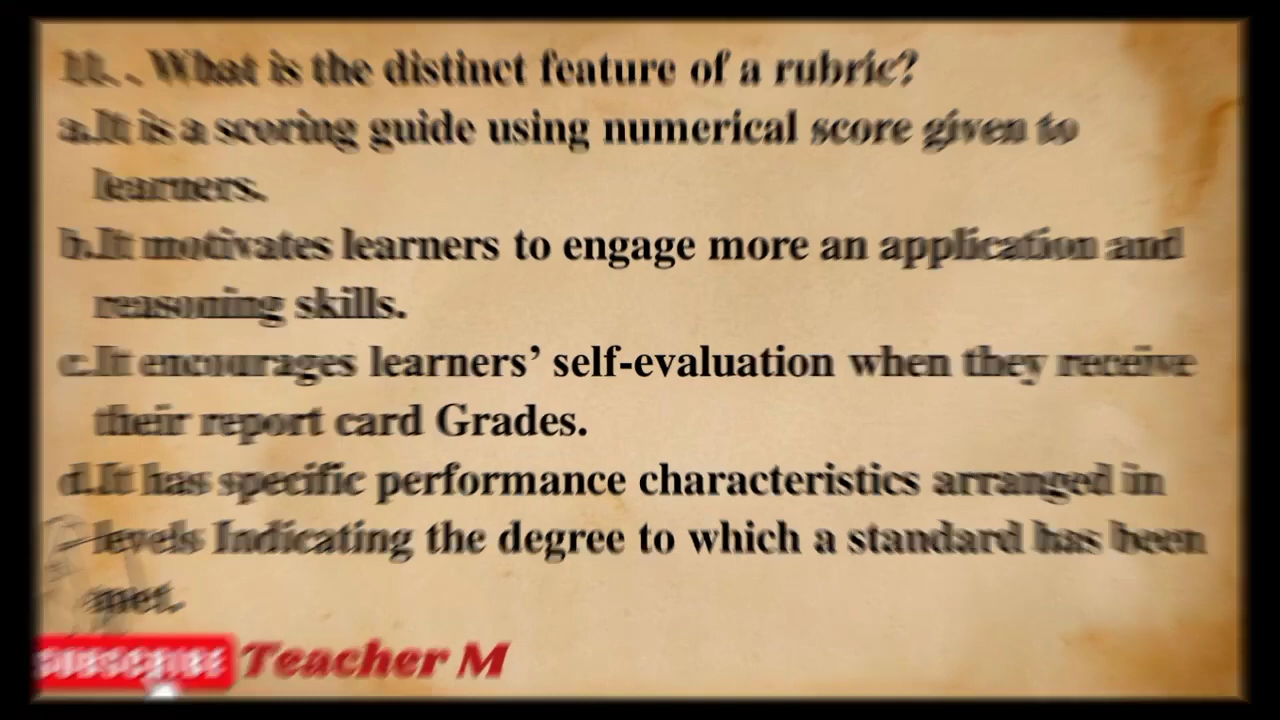 11. . What is the distinct feature of a rubric?
a.It is a scoring guide using numerical score given to
learners.
b.It motivates learners to engage more an application and
reasoning skills.
c.It encourages learners’ self-evaluation when they receive
their report card Grades.
d.It has specific performance characteristics arranged in
levels Indicating the degree to which a standard has been
met.
SUBSCRIBE Teacher M